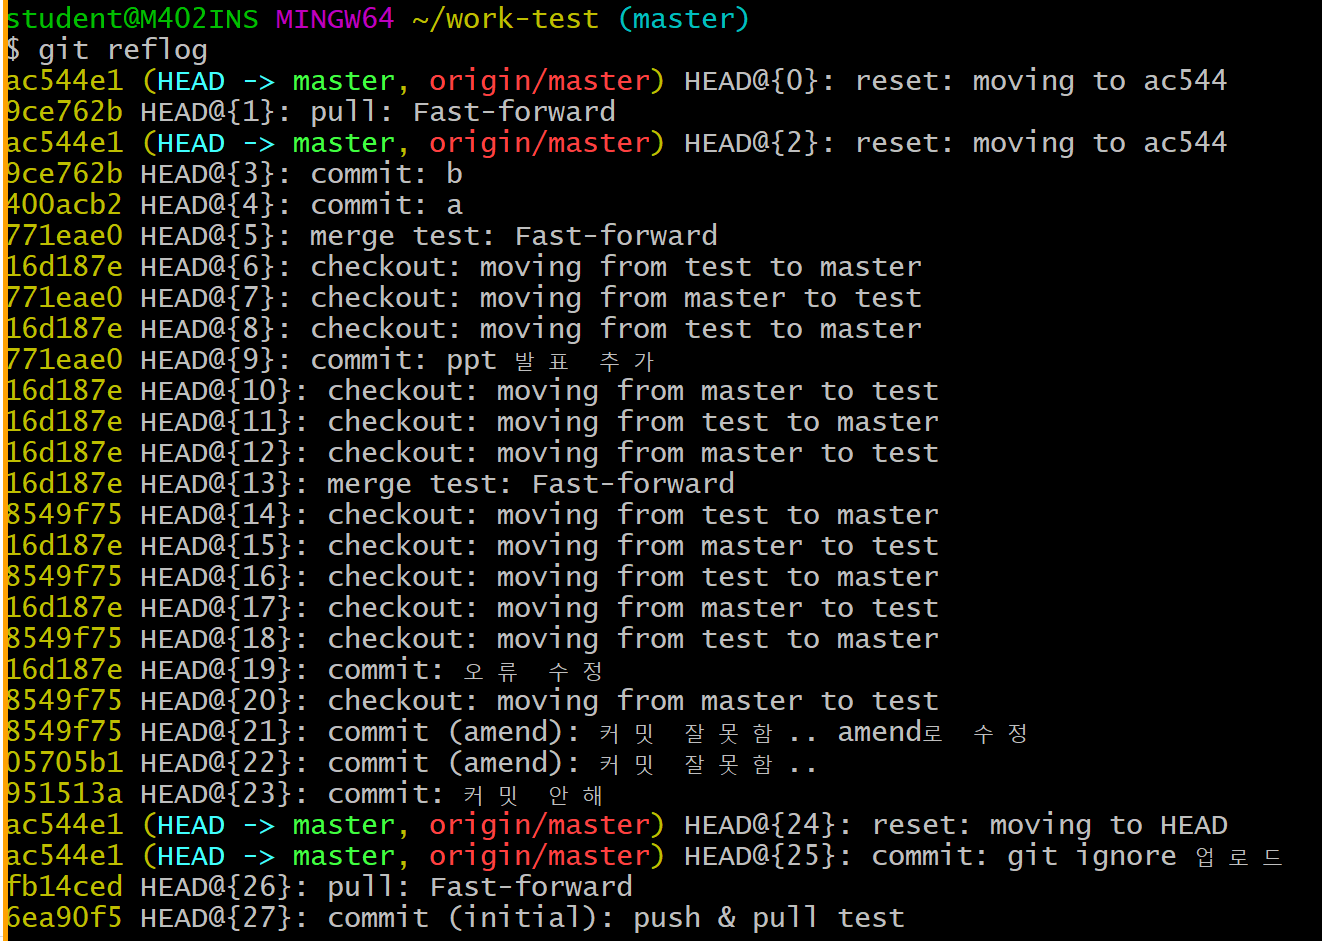 student@M402INS MINGW64 ~/work-test (master)
$ git reflog
ac544e1 (HEAD -> master, origin/master) HEAD@{0}: reset: moving to ac544
9ce762b HEAD@{1}: pull: Fast-forward
ac544e1 (HEAD -> master, origin/master) HEAD@{2}: reset: moving to ac544
9ce762b HEAD@{3}: commit: b
400acb2 HEAD@{4}: commit: a
771eae0 HEAD@{5}: merge test: Fast-forward
16d187e HEAD@{6}: checkout: moving from test to master
771eae0 HEAD@{7}: checkout: moving from master to test
16d187e HEAD@{8}: checkout: moving from test to master
771eae0 HEAD@{9}: commit: ppt 발표 추가
16d187e HEAD@{10}: checkout: moving from master to test
16d187e HEAD@{11}: checkout: moving from test to master
16d187e HEAD@{12}: checkout: moving from master to test
16d187e HEAD@{13}: merge test: Fast-forward
8549f75 HEAD@{14}: checkout: moving from test to master
16d187e HEAD@{15}: checkout: moving from master to test
8549f75 HEAD@{16}: checkout: moving from test to master
16d187e HEAD@{17}: checkout: moving from master to test
8549f75 HEAD@{18}: checkout: moving from test to master
16d187e HEAD@{19}: commit: 오류 수정
8549f75 HEAD@{20}: checkout: moving from master to test
8549f75 HEAD@{21}: commit (amend): 커밋 잘못함.. amend로 수정
05705b1 HEAD@{22}: commit (amend): 커밋 잘못함..
951513a HEAD@{23}: commit: 커밋 안해
ac544e1 (HEAD -> master, origin/master) HEAD@{24}: reset: moving to HEAD
ac544e1 (HEAD -> master, origin/master) HEAD@{25}: commit: git ignore 업로드
fb14ced HEAD@{26}: pull: Fast-forward
6ea90f5 HEAD@{27}: commit (initial): push & pull test